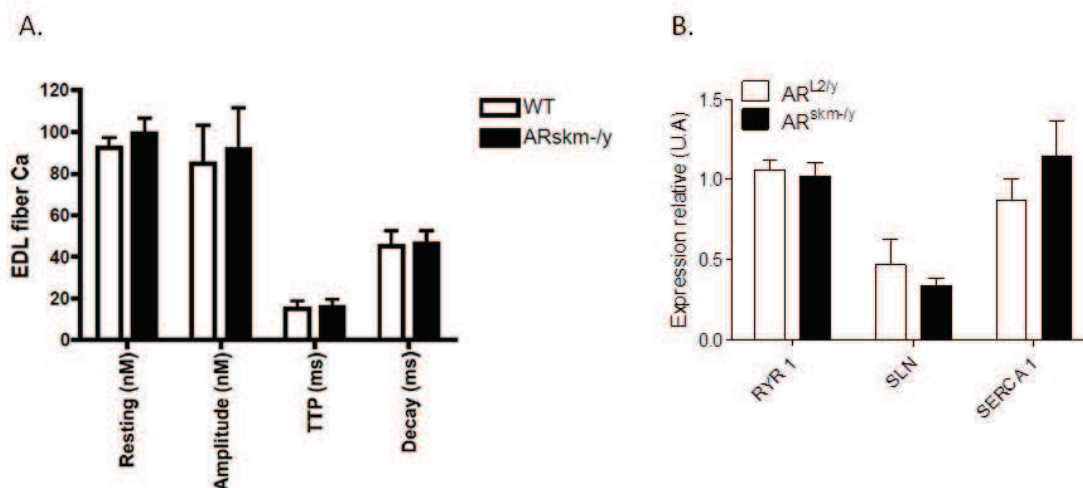 A.
EDL fiber Ca
120
100
80
60
40
20
0
Resting (nM)
Amplitude (nM)
TTP (ms)
Decay (ms)
WT
ARskm-/y
B.
AR^L2/y
AR^skm-/y
Expression relative (U.A)
1.5
1.0
0.5
0.0
RYR 1
SLN
SERCA 1